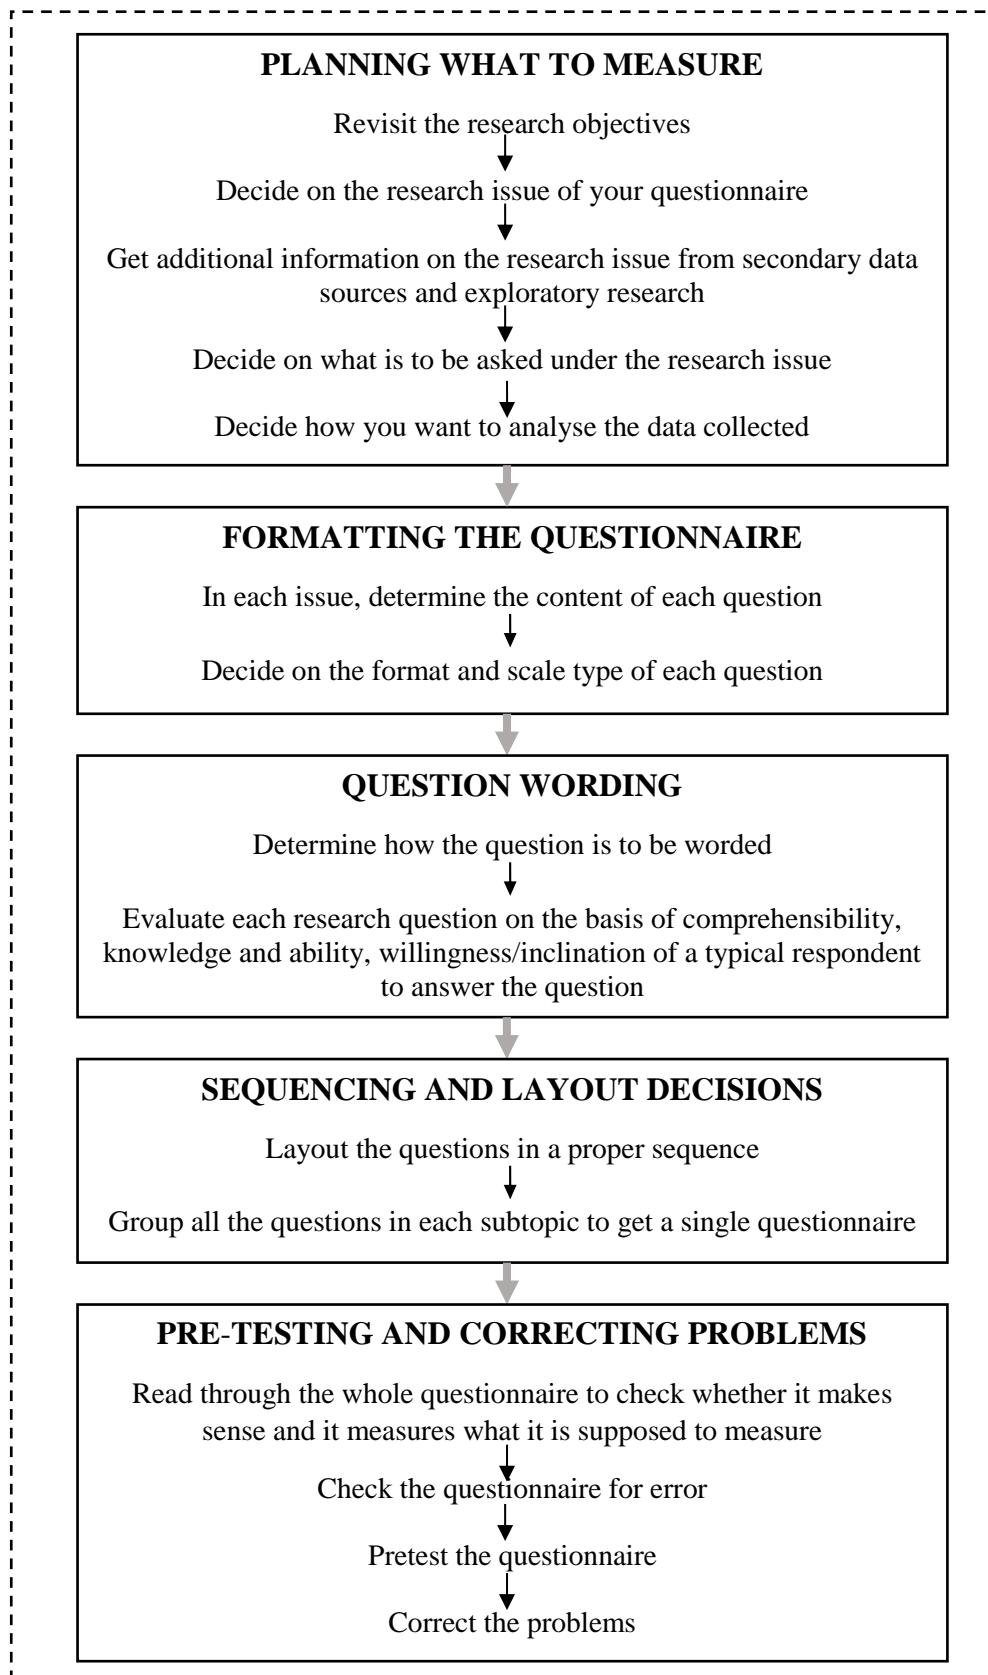 PLANNING WHAT TO MEASURE
Revisit the research objectives
Decide on the research issue of your questionnaire
Get additional information on the research issue from secondary data
sources and exploratory research
Decide on what is to be asked under the research issue
Decide how you want to analyse the data collected
FORMATTING THE QUESTIONNAIRE
In each issue, determine the content of each question
Decide on the format and scale type of each question
QUESTION WORDING
Determine how the question is to be worded
Evaluate each research question on the basis of comprehensibility,
knowledge and ability, willingness/inclination of a typical respondent
to answer the question
SEQUENCING AND LAYOUT DECISIONS
Layout the questions in a proper sequence
Group all the questions in each subtopic to get a single questionnaire
PRE-TESTING AND CORRECTING PROBLEMS
Read through the whole questionnaire to check whether it makes
sense and it measures what it is supposed to measure
Check the questionnaire for error
Pretest the questionnaire
Correct the problems